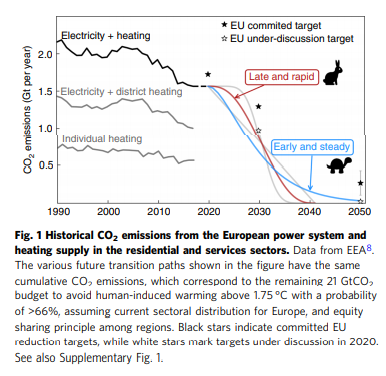 Electricity + heating
★ EU commited target
☆ EU under-discussion target
2.0
Late and rapid
1.5
Electricity + district heating
1.0
Individual heating
Early and steady
0.5
CO₂ emissions (Gt per year)
1990 2000 2010 2020 2030 2040 2050
Fig. 1 Historical CO₂ emissions from the European power system and
heating supply in the residential and services sectors. Data from EEA⁸.
The various future transition paths shown in the figure have the same
cumulative CO₂ emissions, which correspond to the remaining 21 GtCO₂
budget to avoid human-induced warming above 1.75 °C with a probability
of >66%, assuming current sectoral distribution for Europe, and equity
sharing principle among regions. Black stars indicate committed EU
reduction targets, while white stars mark targets under discussion in 2020.
See also Supplementary Fig. 1.